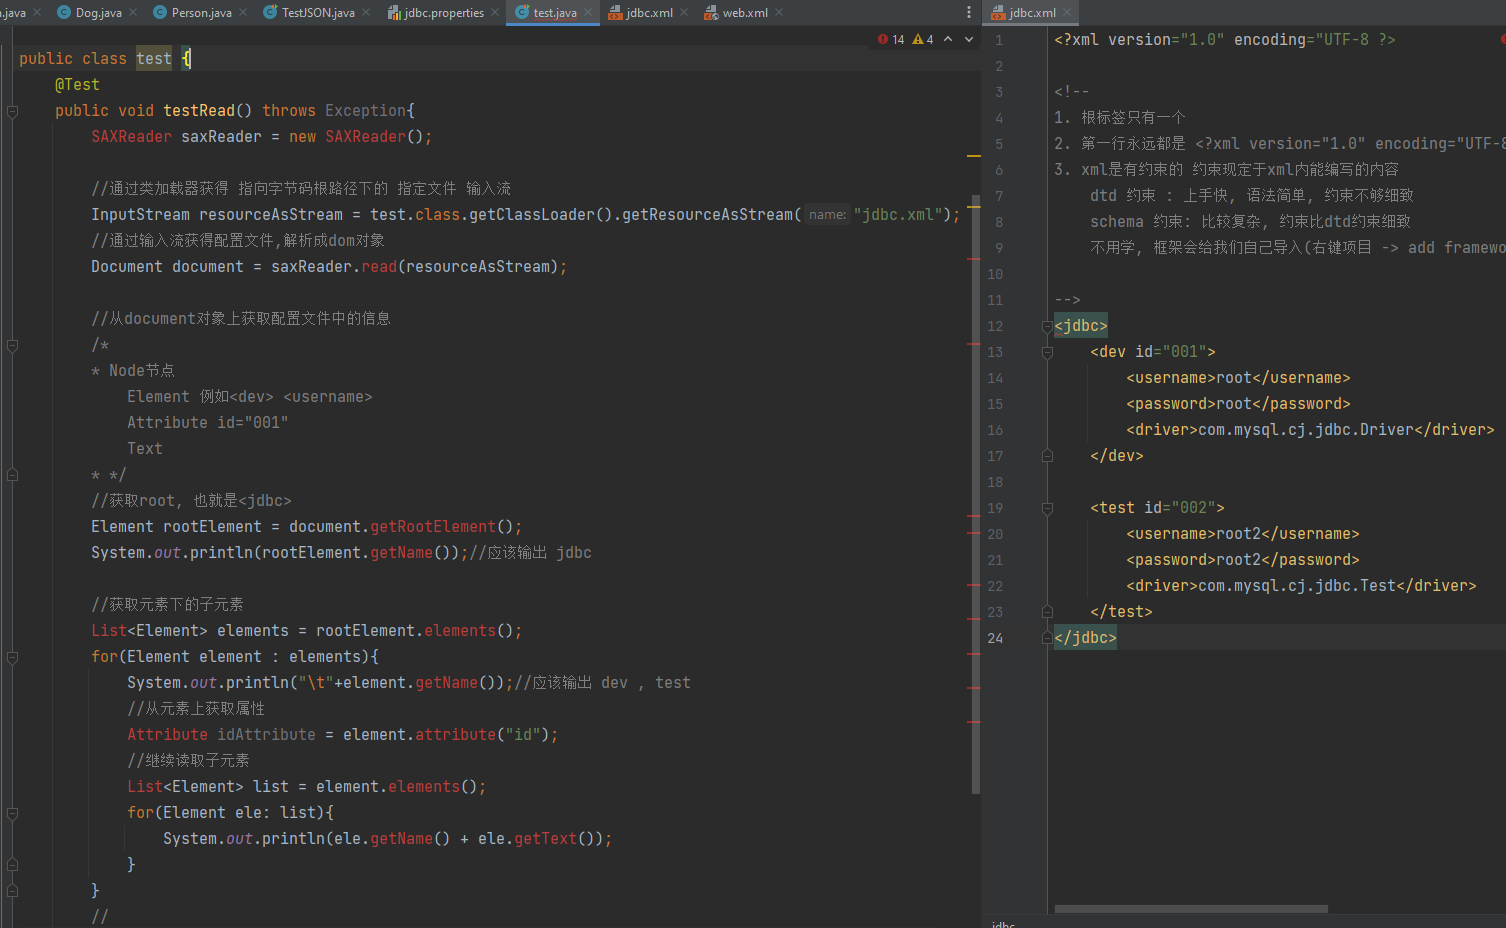 .java Dog.java Person.java TestJSON.java jdbc.properties test.java jdbc.xml web.xml
14 4
public class test {
@Test
public void testRead() throws Exception{
SAXReader saxReader = new SAXReader();
//通过类加载器获得 指向字节码根路径下的 指定文件 输入流
InputStream resourceAsStream = test.class.getClassLoader().getResourceAsStream( name: "jdbc.xml");
//通过输入流获得配置文件,解析成dom对象
Document document = saxReader.read(resourceAsStream);
//从document对象上获取配置文件中的信息
/*
* Node节点
Element 例如<dev> <username>
Attribute id="001"
Text
* */
//获取root, 也就是<jdbc>
Element rootElement = document.getRootElement();
System.out.println(rootElement.getName());//应该输出 jdbc
//获取元素下的子元素
List<Element> elements = rootElement.elements();
for(Element element : elements){
System.out.println("\t"+element.getName());//应该输出 dev , test
//从元素上获取属性
Attribute idAttribute = element.attribute("id");
//继续读取子元素
List<Element> list = element.elements();
for(Element ele: list){
System.out.println(ele.getName() + ele.getText());
}
}
//
jdbc.xml
1 <?xml version="1.0" encoding="UTF-8 ?>
2
3 <!--
4 1. 根标签只有一个
5 2. 第一行永远都是 <?xml version="1.0" encoding="UTF-8
6 3. xml是有约束的 约束现定于xml内能编写的内容
7 dtd 约束 : 上手快, 语法简单, 约束不够细致
8 schema 约束: 比较复杂, 约束比dtd约束细致
9 不用学, 框架会给我们自己导入(右键项目 -> add framewo
10
11 -->
12 <jdbc>
13 <dev id="001">
14 <username>root</username>
15 <password>root</password>
16 <driver>com.mysql.cj.jdbc.Driver</driver>
17 </dev>
18
19 <test id="002">
20 <username>root2</username>
21 <password>root2</password>
22 <driver>com.mysql.cj.jdbc.Test</driver>
23 </test>
24 </jdbc>
jdbc